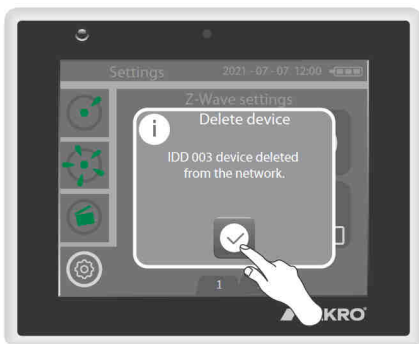 Settings 2021-07-07 12:00
Z-Wave settings
Delete device
i
IDD 003 device deleted
from the network.
1
KRO